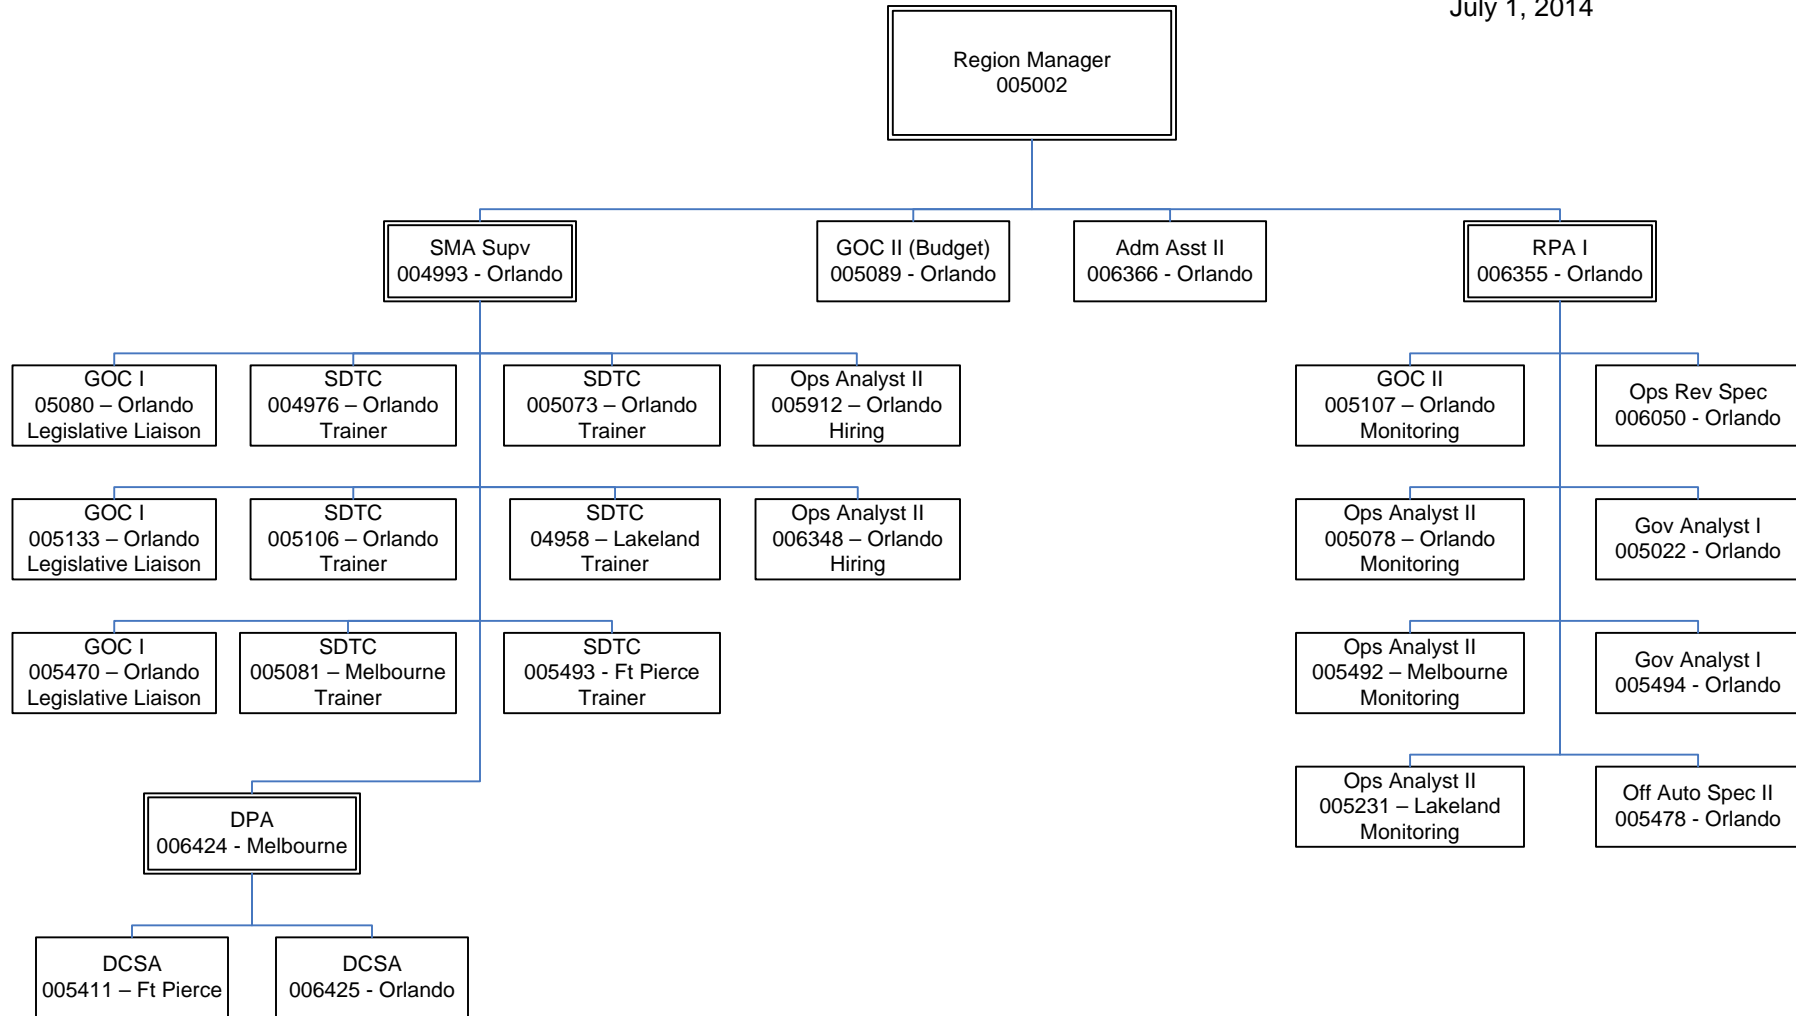 July 1, 2014
Region Manager
005002
SMA Supv
004993 - Orlando
GOC II (Budget)
005089 - Orlando
Adm Asst II
006366 - Orlando
RPA I
006355 - Orlando
GOC I
05080 – Orlando
Legislative Liaison
SDTC
004976 – Orlando
Trainer
SDTC
005073 – Orlando
Trainer
Ops Analyst II
005912 – Orlando
Hiring
GOC II
005107 – Orlando
Monitoring
Ops Rev Spec
006050 - Orlando
GOC I
005133 – Orlando
Legislative Liaison
SDTC
005106 – Orlando
Trainer
SDTC
04958 – Lakeland
Trainer
Ops Analyst II
006348 – Orlando
Hiring
Ops Analyst II
005078 – Orlando
Monitoring
Gov Analyst I
005022 - Orlando
GOC I
005470 – Orlando
Legislative Liaison
SDTC
005081 – Melbourne
Trainer
SDTC
005493 - Ft Pierce
Trainer
Ops Analyst II
005492 – Melbourne
Monitoring
Gov Analyst I
005494 - Orlando
Ops Analyst II
005231 – Lakeland
Monitoring
Off Auto Spec II
005478 - Orlando
DPA
006424 - Melbourne
DCSA
005411 – Ft Pierce
DCSA
006425 - Orlando